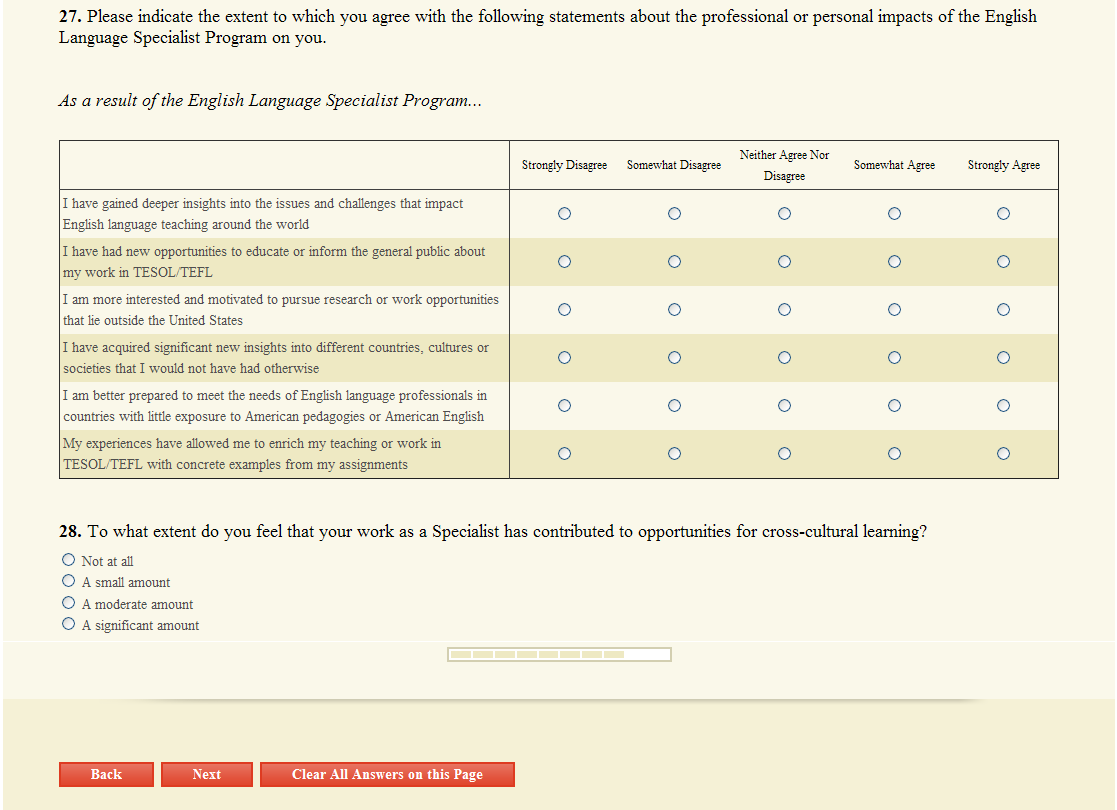 27. Please indicate the extent to which you agree with the following statements about the professional or personal impacts of the English
Language Specialist Program on you.
As a result of the English Language Specialist Program...
Strongly Disagree Somewhat Disagree Neither Agree Nor Disagree Somewhat Agree Strongly Agree
I have gained deeper insights into the issues and challenges that impact
English language teaching around the world
I have had new opportunities to educate or inform the general public about
my work in TESOL/TEFL
I am more interested and motivated to pursue research or work opportunities
that lie outside the United States
I have acquired significant new insights into different countries, cultures or
societies that I would not have had otherwise
I am better prepared to meet the needs of English language professionals in
countries with little exposure to American pedagogies or American English
My experiences have allowed me to enrich my teaching or work in
TESOL/TEFL with concrete examples from my assignments
28. To what extent do you feel that your work as a Specialist has contributed to opportunities for cross-cultural learning?
Not at all
A small amount
A moderate amount
A significant amount
Back Next Clear All Answers on this Page